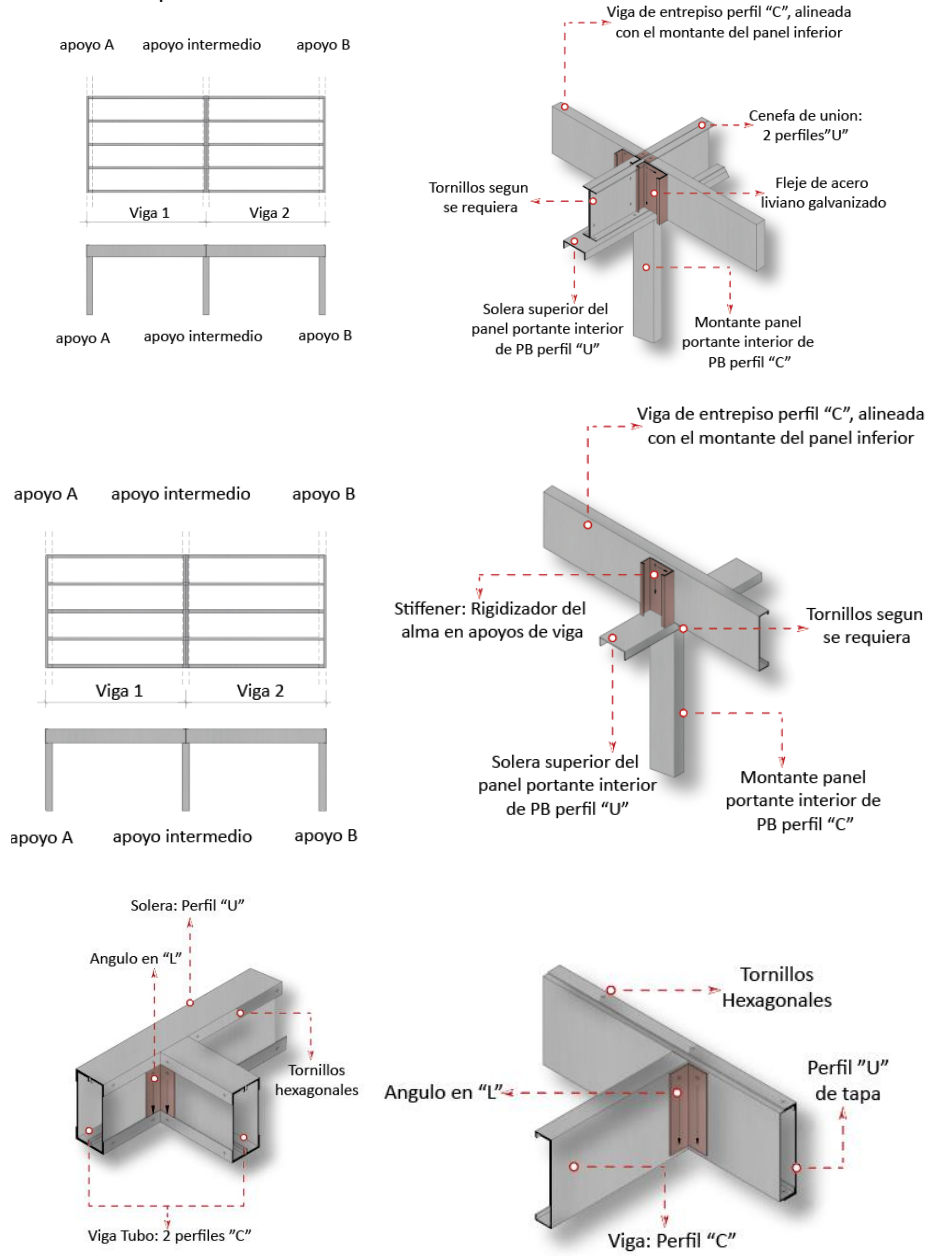 apoyo A apoyo intermedio apoyo B
Viga 1 Viga 2
apoyo A apoyo intermedio apoyo B
Viga de entrepiso perfil “C”, alineada
con el montante del panel inferior
Cenefa de union:
2 perfiles”U”
Tornillos segun
se requiera
Fleje de acero
liviano galvanizado
Solera superior del
panel portante interior
de PB perfil “U”
Montante panel
portante interior de
PB perfil “C”
apoyo A apoyo intermedio apoyo B
Viga 1 Viga 2
apoyo A apoyo intermedio apoyo B
Viga de entrepiso perfil “C”, alineada
con el montante del panel inferior
Stiffener: Rigidizador del
alma en apoyos de viga
Tornillos segun
se requiera
Solera superior del
panel portante interior
de PB perfil “U”
Montante panel
portante interior de
PB perfil “C”
Solera: Perfil “U”
Angulo en “L”
Tornillos
hexagonales
Viga Tubo: 2 perfiles ”C”
Tornillos
Hexagonales
Angulo en “L”
Perfil ”U”
de tapa
Viga: Perfil “C”